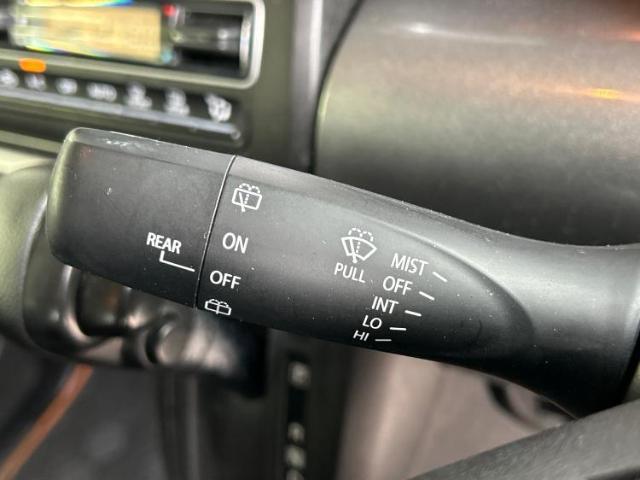 REAR
ON
OFF
PULL
MIST
OFF
INT
LO
HI